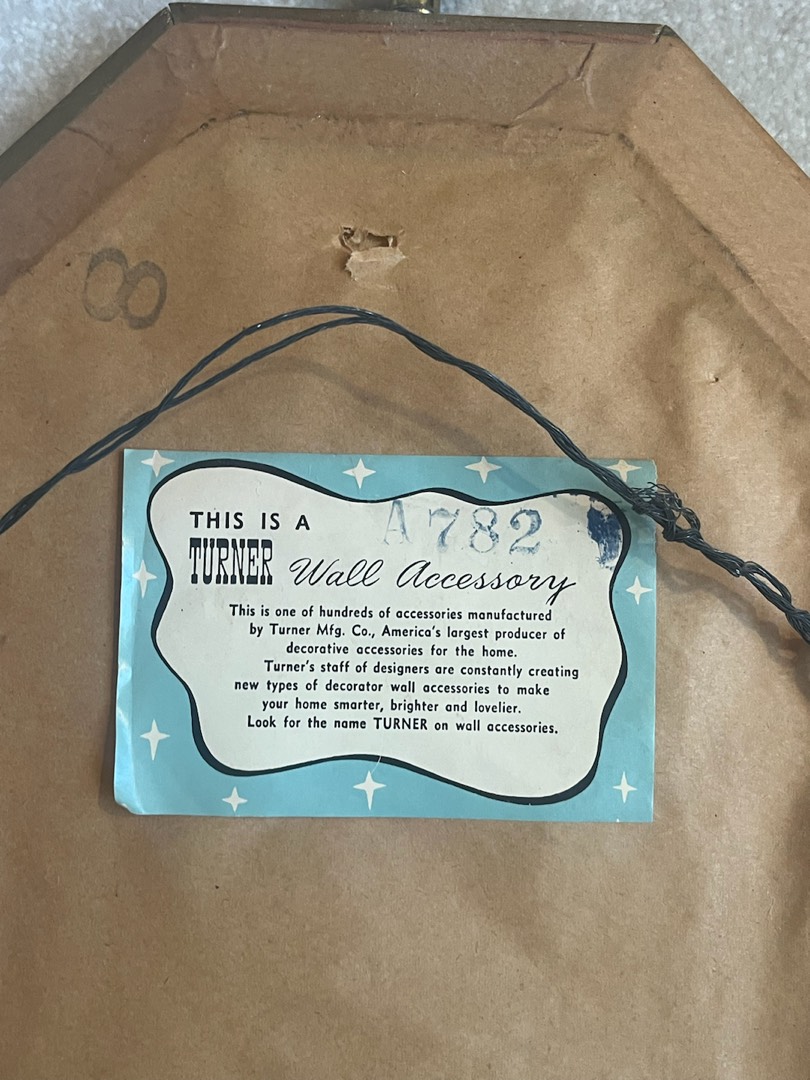 8
A782
THIS IS A
TURNER Wall Accessory
This is one of hundreds of accessories manufactured
by Turner Mfg. Co., America's largest producer of
decorative accessories for the home.
Turner's staff of designers are constantly creating
new types of decorator wall accessories to make
your home smarter, brighter and lovelier.
Look for the name TURNER on wall accessories.